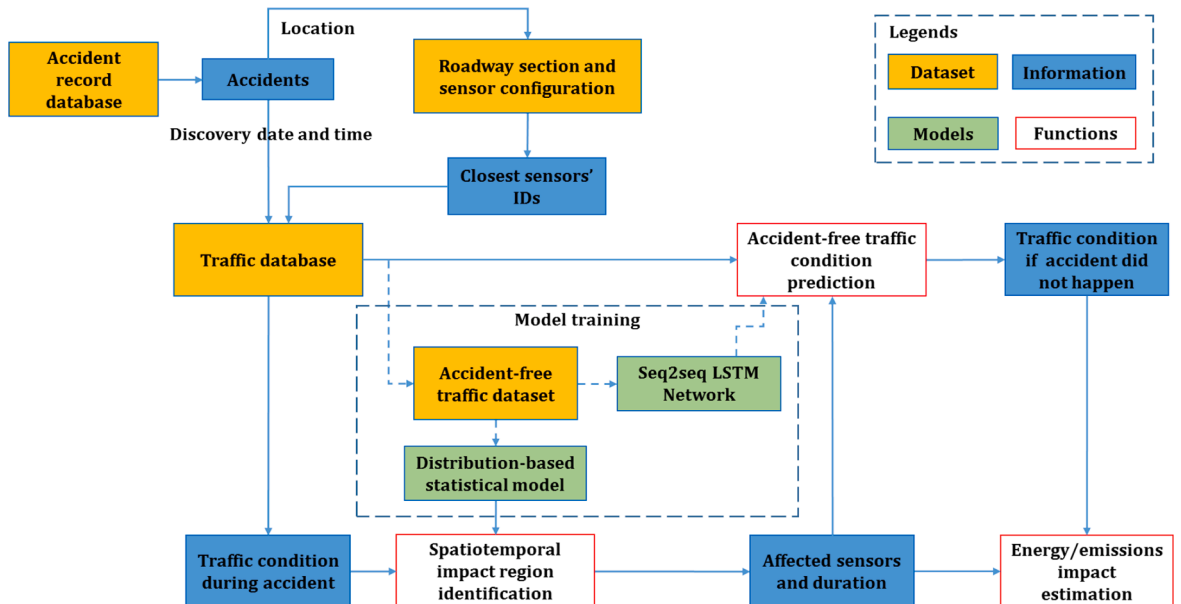 Location
Accident
record
database
Accidents
Roadway section and
sensor configuration
Legends
Dataset
Information
Models
Functions
Discovery date and time
Closest sensors'
IDs
Traffic database
Accident-free traffic
condition
prediction
Traffic condition
if accident did
not happen
Model training
Accident-free
traffic dataset
Seq2seq LSTM
Network
Distribution-based
statistical model
Traffic condition
during accident
Spatiotemporal
impact region
identification
Affected sensors
and duration
Energy/emissions
impact
estimation